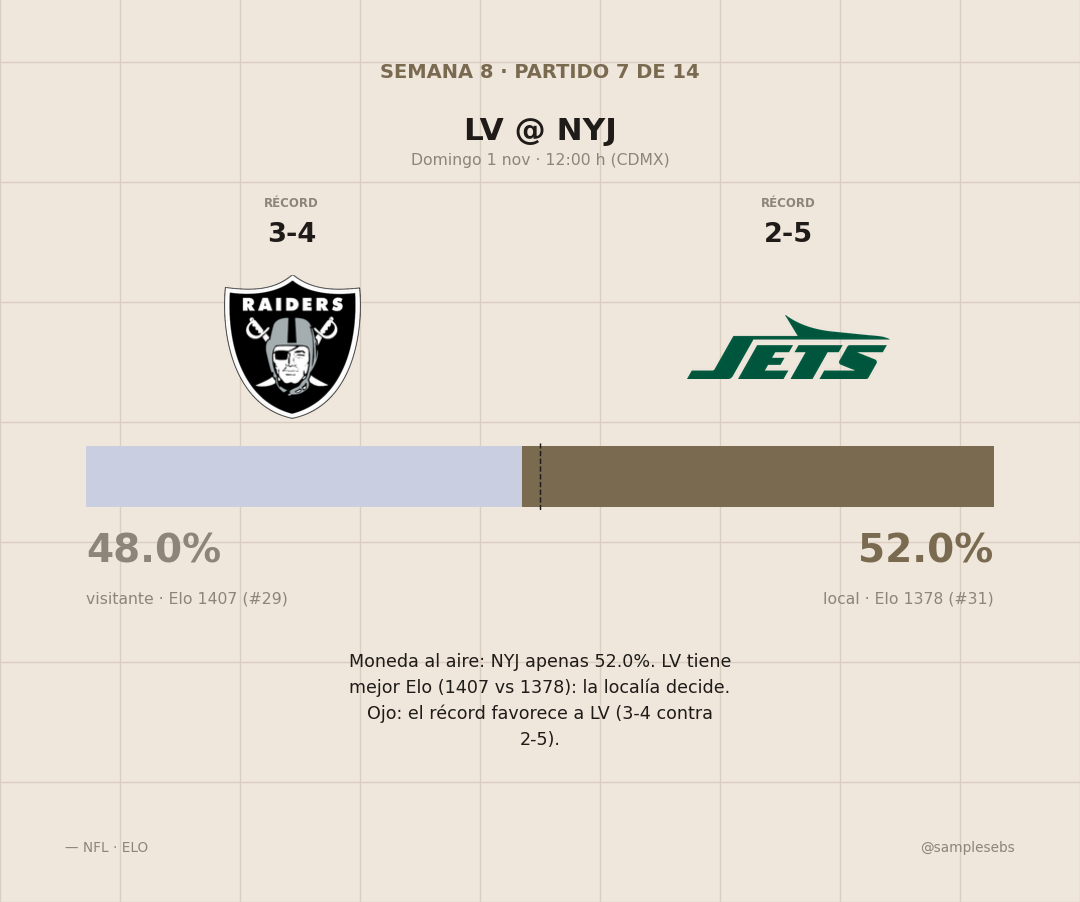 SEMANA 8 · PARTIDO 7 DE 14
LV @ NYJ
Domingo 1 nov · 12:00 h (CDMX)
RÉCORD
3-4
RÉCORD
2-5
RAIDERS
JETS
48.0%
52.0%
visitante · Elo 1407 (#29)
local · Elo 1378 (#31)
Moneda al aire: NYJ apenas 52.0%. LV tiene
mejor Elo (1407 vs 1378): la localía decide.
Ojo: el récord favorece a LV (3-4 contra
2-5).
— NFL · ELO
@samplesebs